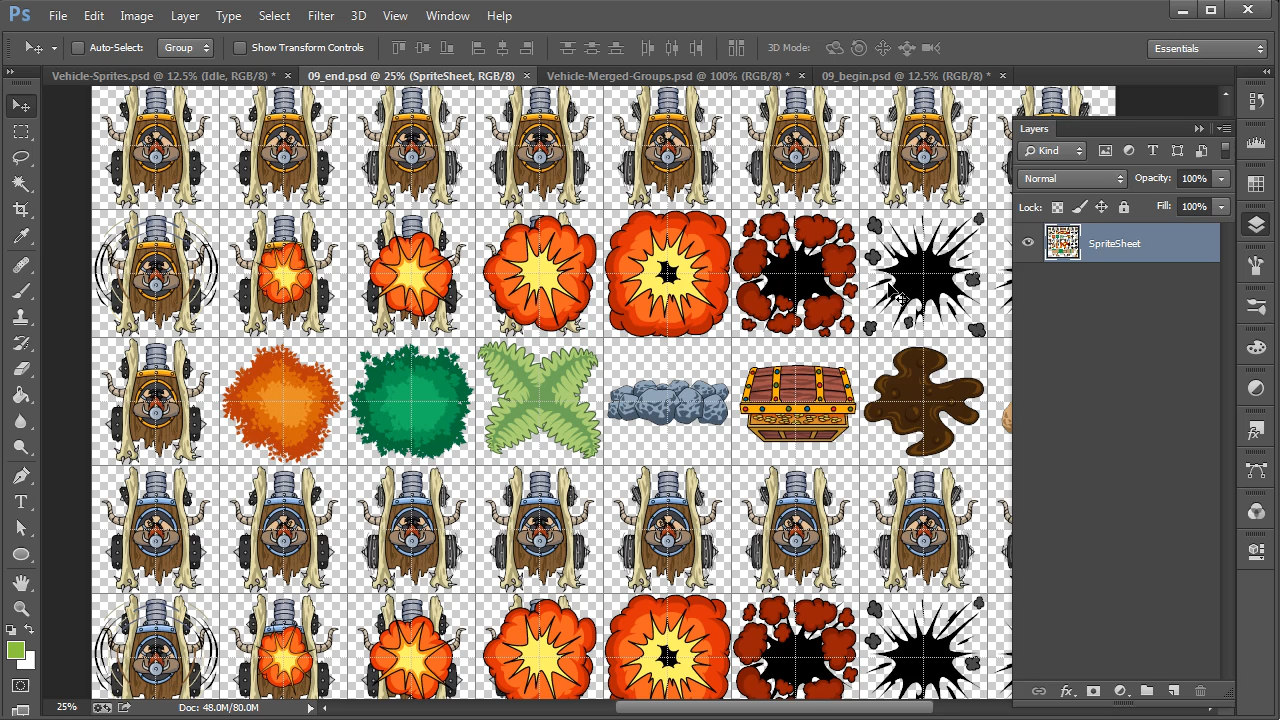 Ps File Edit Image Layer Type Select Filter 3D View Window Help
Auto-Select: Group Show Transform Controls 3D Mode: Essentials
Vehicle-Sprites.psd @ 12.5% (Idle, RGB/8) * × 09_end.psd @ 25% (SpriteSheet, RGB/8) × Vehicle-Merged-Groups.psd @ 100% (RGB/8) * × 09_begin.psd @ 12.5% (RGB/8) * ×
Layers
Kind
Normal Opacity: 100%
Lock: Fill: 100%
SpriteSheet
fx
25% Doc: 48.0M/80.0M